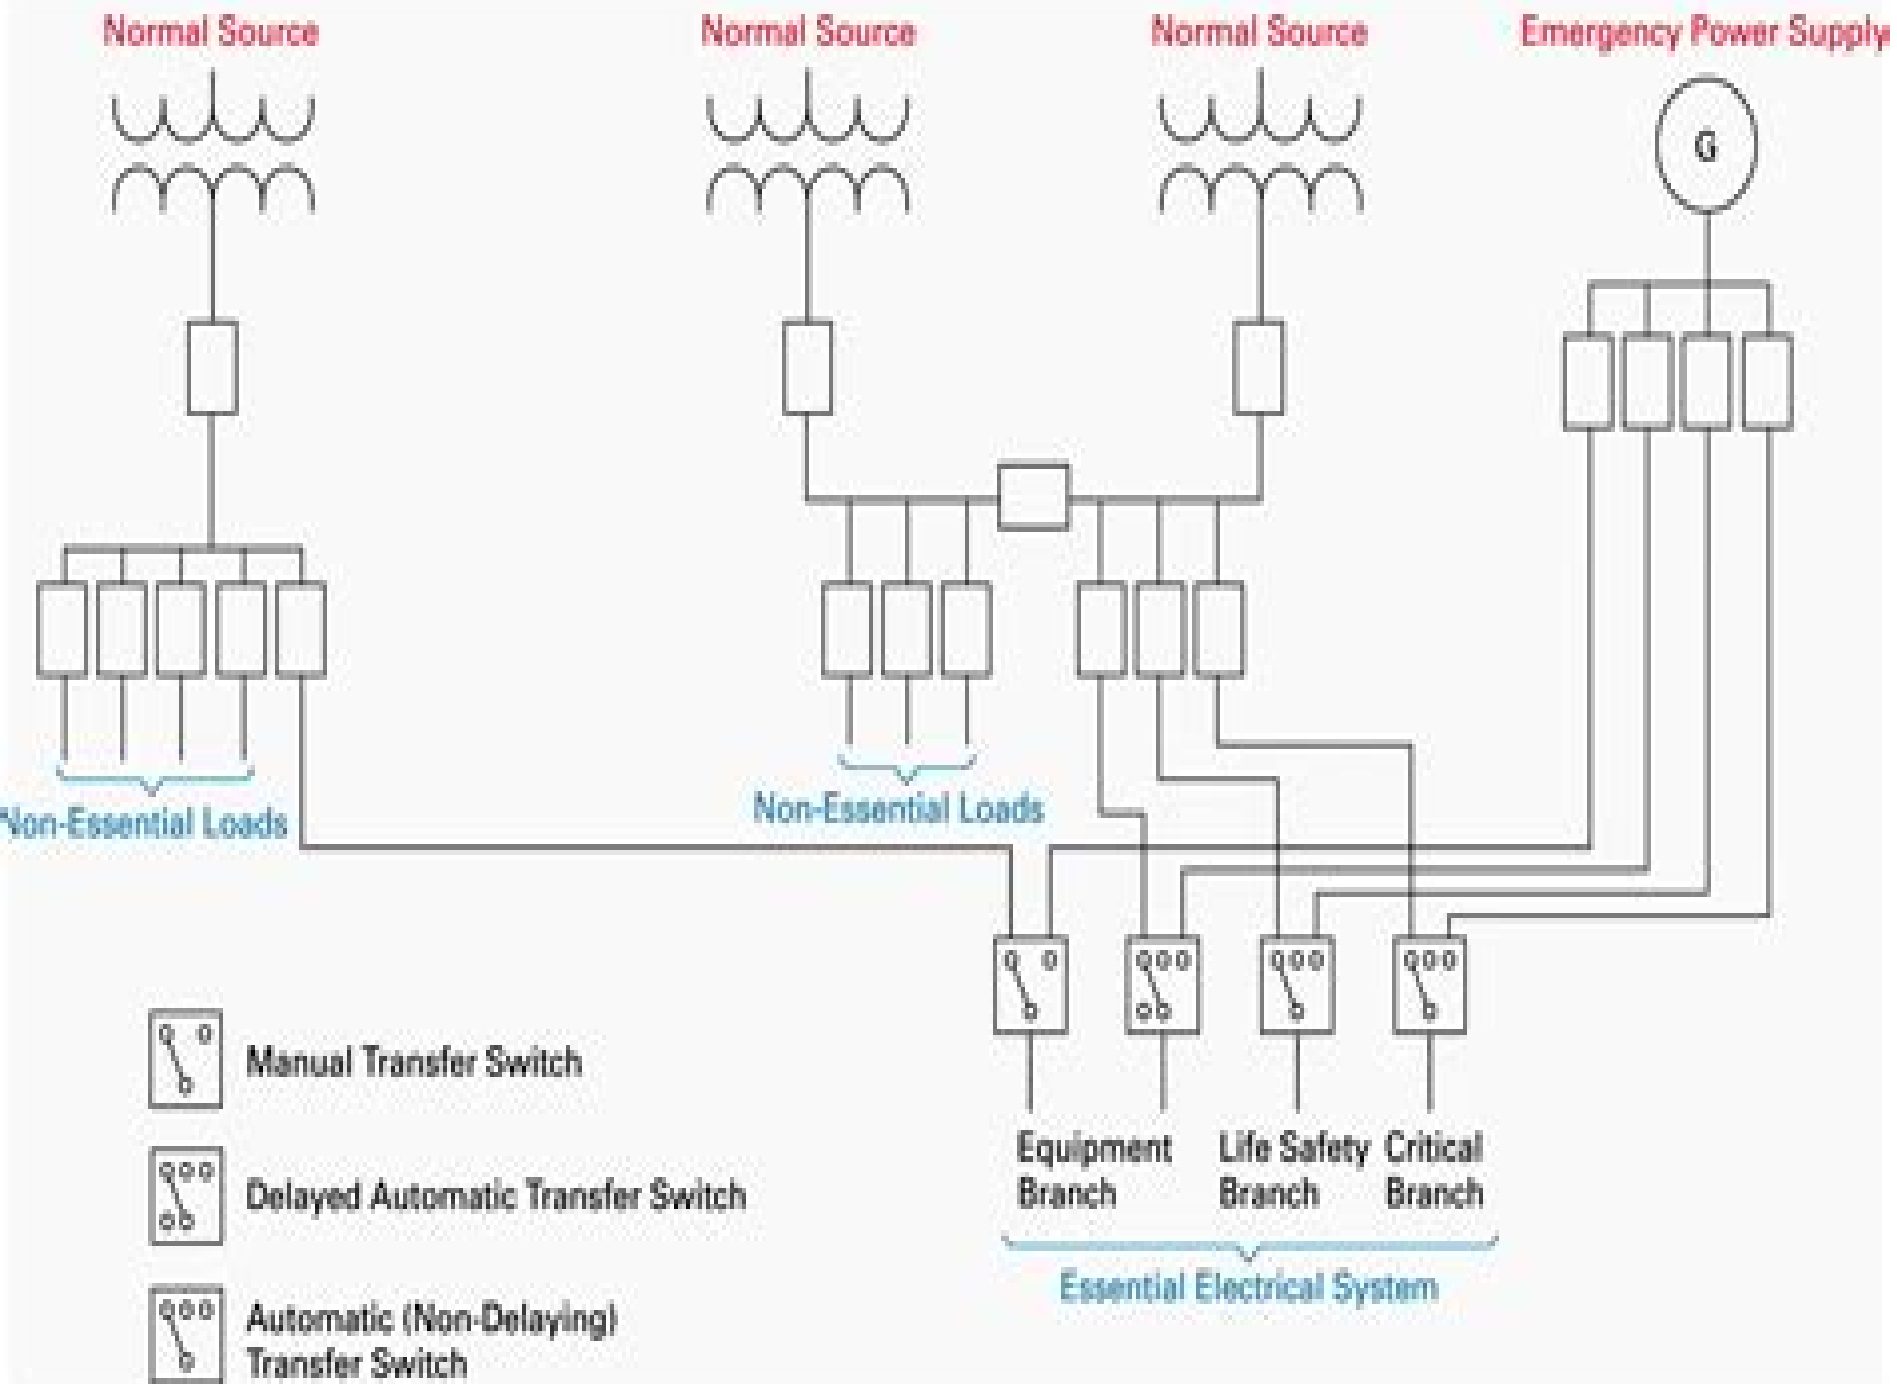 Normal Source
Normal Source
Normal Source
Emergency Power Supply
G
Non-Essential Loads
Non-Essential Loads
Manual Transfer Switch
Delayed Automatic Transfer Switch
Automatic (Non-Delaying)
Transfer Switch
Equipment
Branch
Life Safety
Branch
Critical
Branch
Essential Electrical System